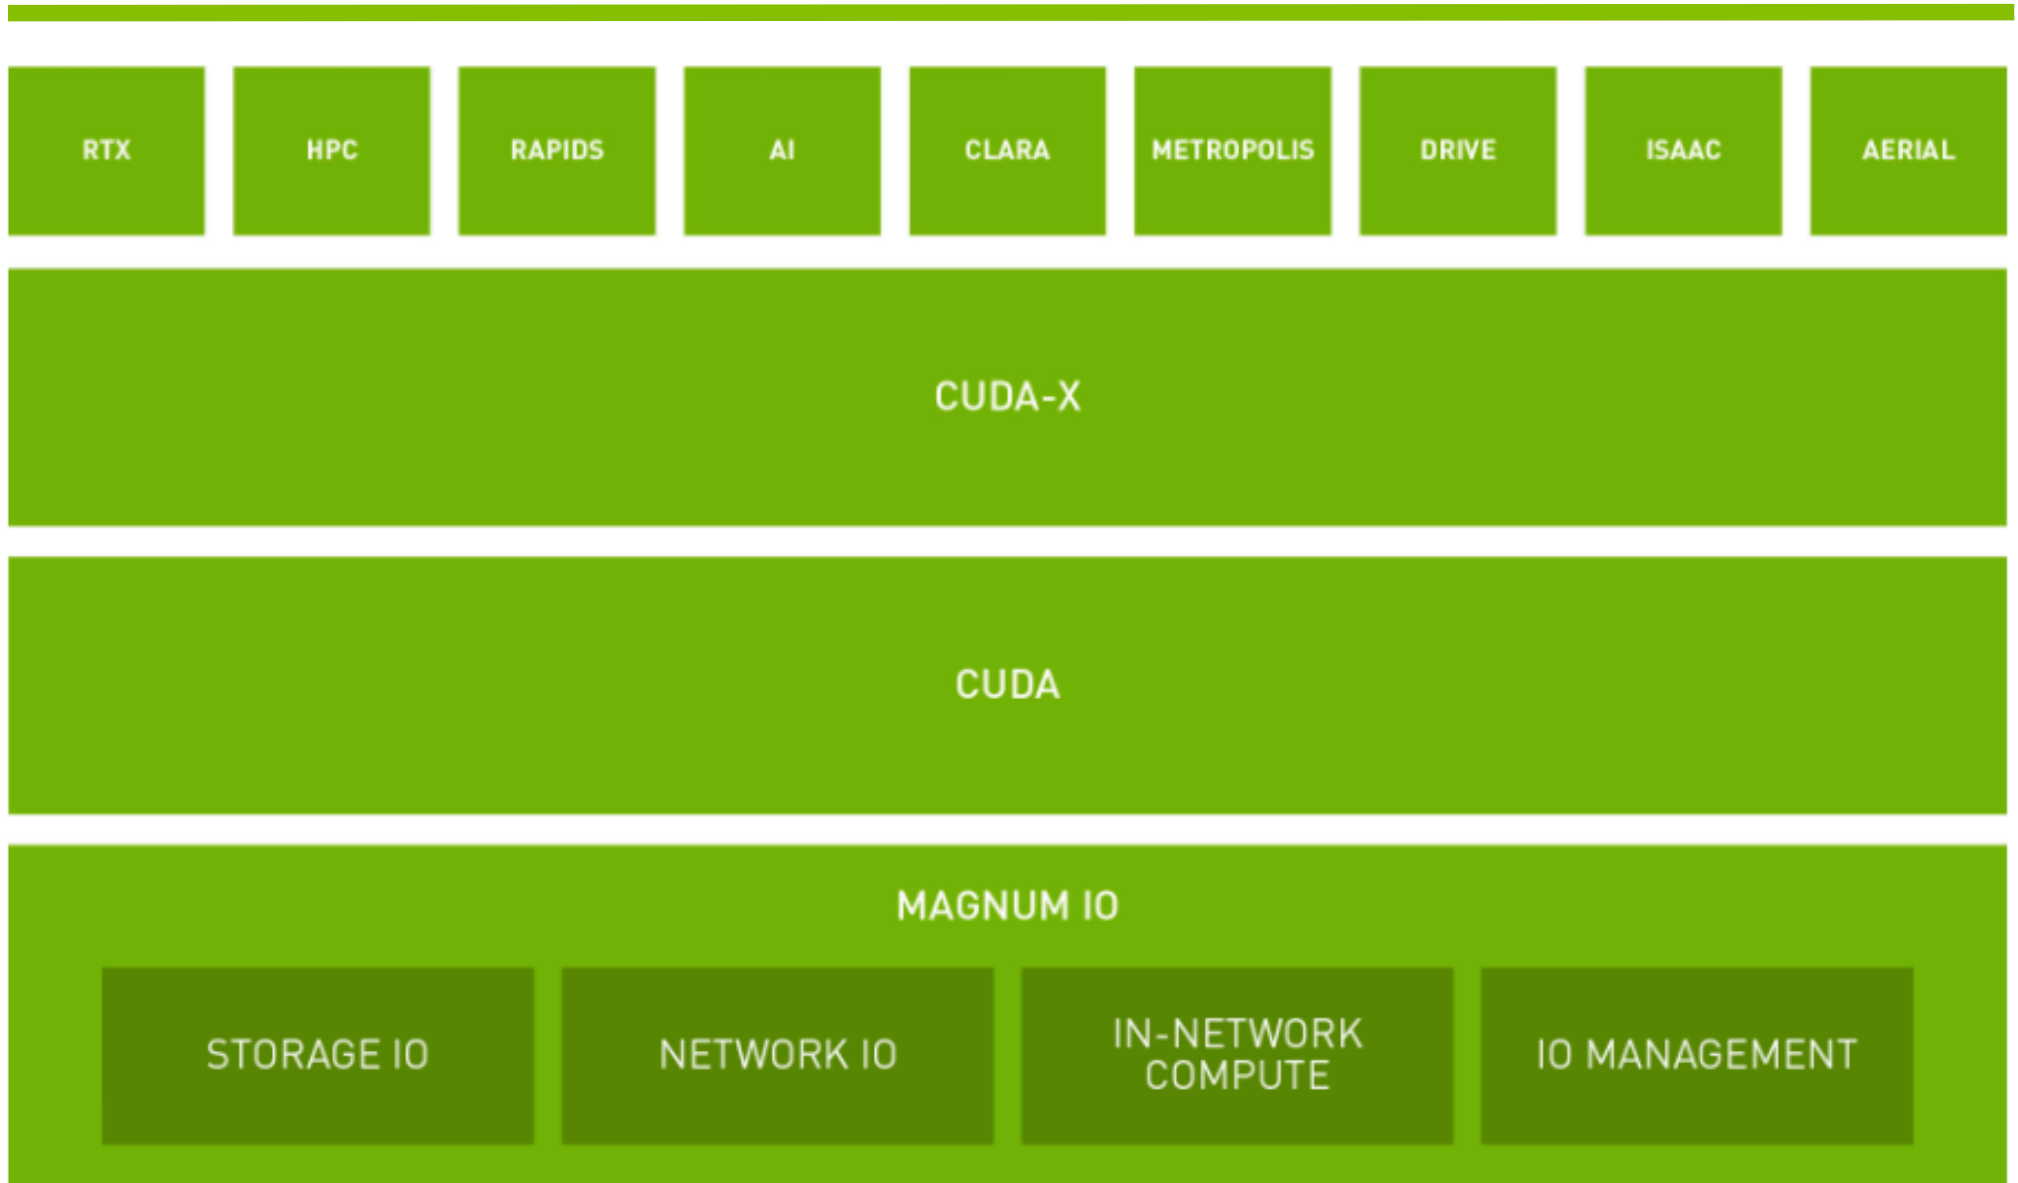 RTX
HPC
RAPIDS
AI
CLARA
METROPOLIS
DRIVE
ISAAC
AERIAL
CUDA-X
CUDA
MAGNUM IO
STORAGE IO
NETWORK IO
IN-NETWORK
COMPUTE
IO MANAGEMENT